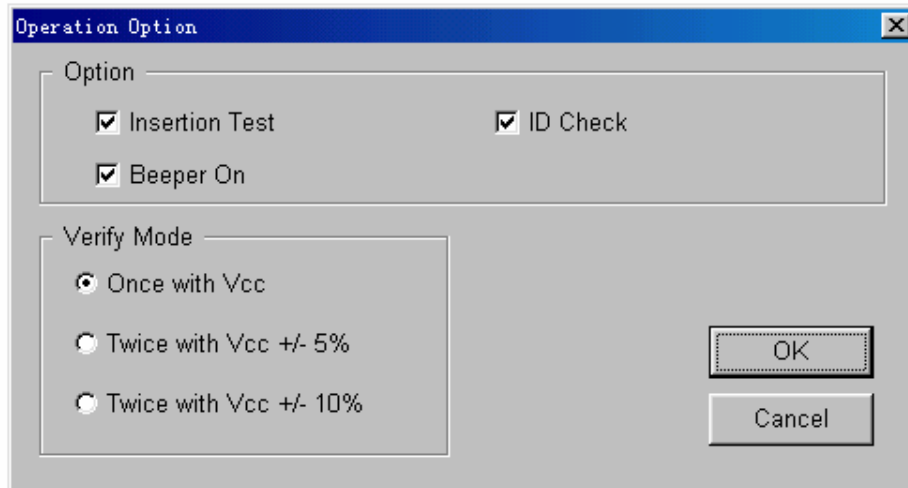 Operation Option
Option
Insertion Test
ID Check
Beeper On
Verify Mode
Once with Vcc
Twice with Vcc +/- 5%
Twice with Vcc +/- 10%
OK
Cancel